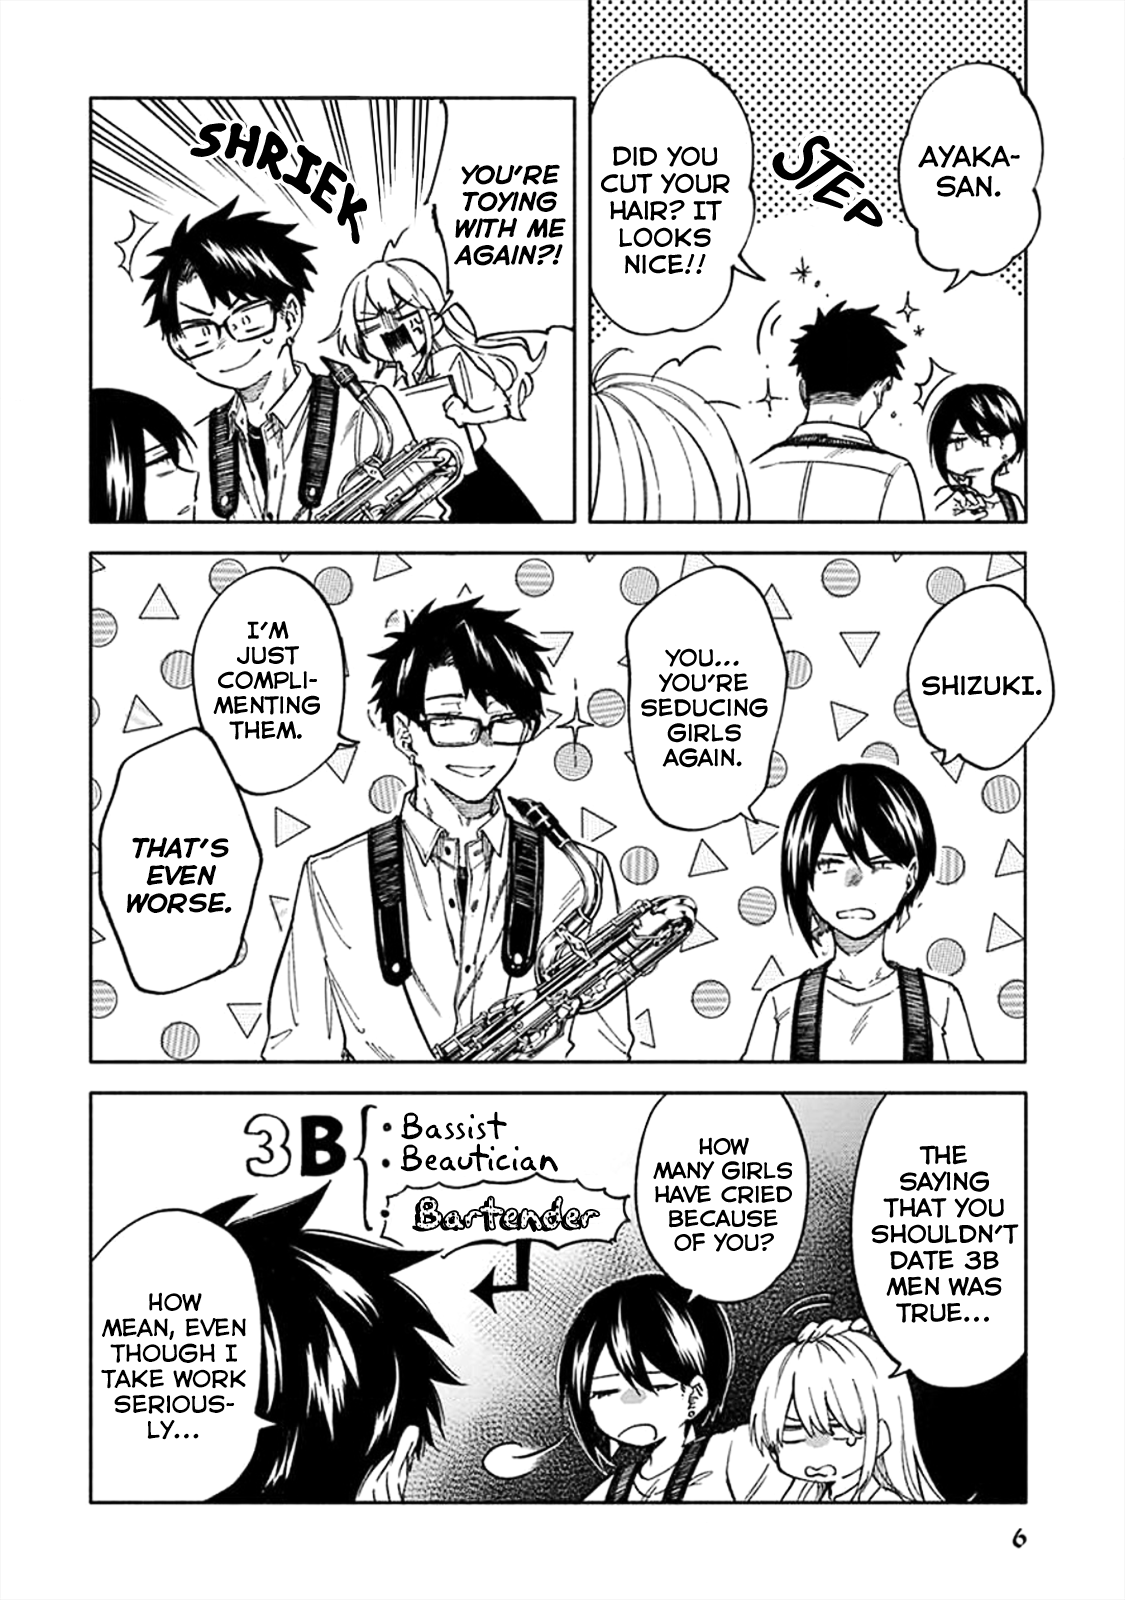 AYAKA-
SAN.
STEP
DID YOU
CUT YOUR
HAIR? IT
LOOKS
NICE!!
YOU'RE
TOYING
WITH ME
AGAIN?!
SHRIEK
SHIZUKI.
YOU...
YOU'RE
SEDUCING
GIRLS
AGAIN.
I'M
JUST
COMPLI-
MENTING
THEM.
THAT'S
EVEN
WORSE.
THE
SAYING
THAT YOU
SHOULDN'T
DATE 3B
MEN WAS
TRUE...
HOW
MANY GIRLS
HAVE CRIED
BECAUSE
OF YOU?
3B
• Bassist
• Beautician
• Bartender
HOW
MEAN, EVEN
THOUGH I
TAKE WORK
SERIOUS-
LY...
6